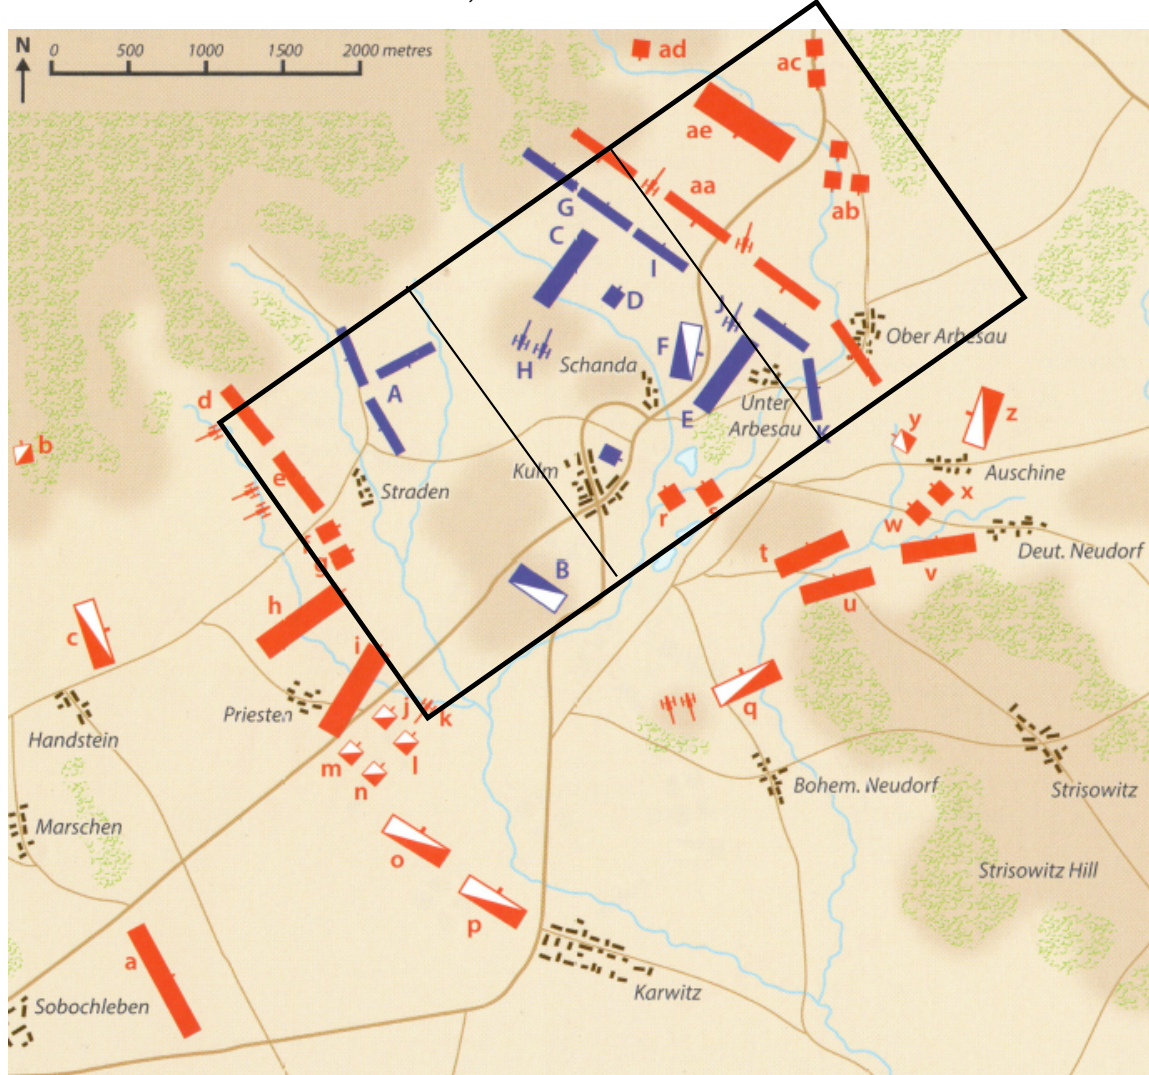 N
0 500 1000 1500 2000 metres
ad
ac
ae
ab
aa
G
C
I
D
J
F
H
Schanda
Ober Arbesau
A
d
b
E
Unter
Arbesau
K
y
z
e
Straden
Kulm
Auschine
x
r
s
w
f
g
t
v
Deut. Neudorf
B
u
h
c
i
q
Priesten
j
k
Handstein
m
l
n
Bohem. Neudorf
Strisowitz
Marschen
o
Strisowitz Hill
p
a
Karwitz
Sobochleben